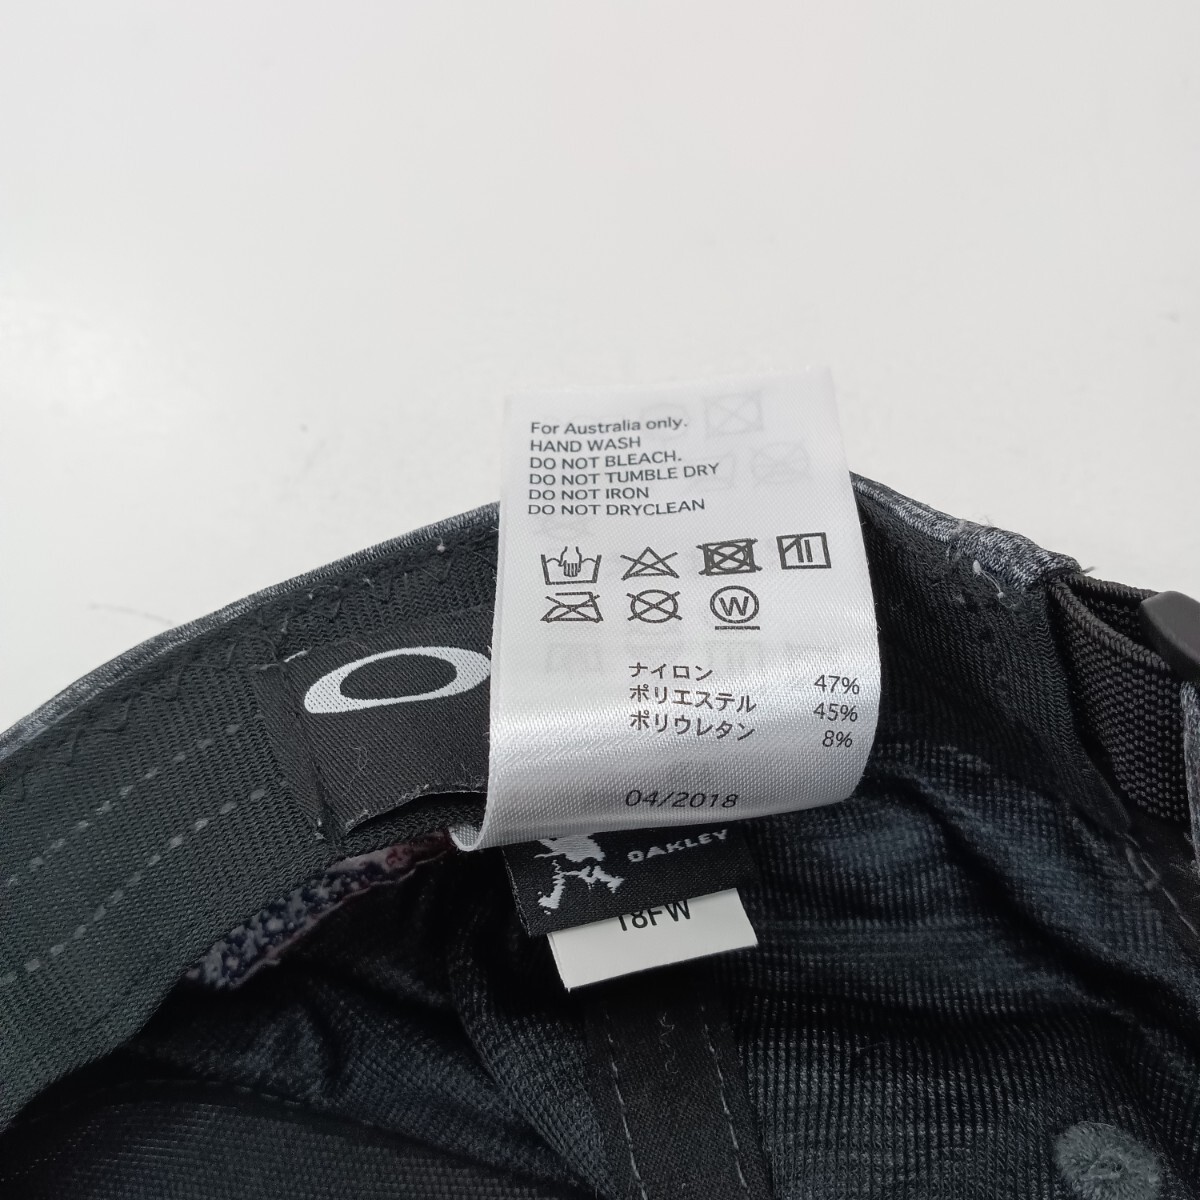 For Australia only.
HAND WASH
DO NOT BLEACH.
DO NOT TUMBLE DRY
DO NOT IRON
DO NOT DRYCLEAN
W
ナイロン 47%
ポリエステル 45%
ポリウレタン 8%
04/2018
OAKLEY
18FW